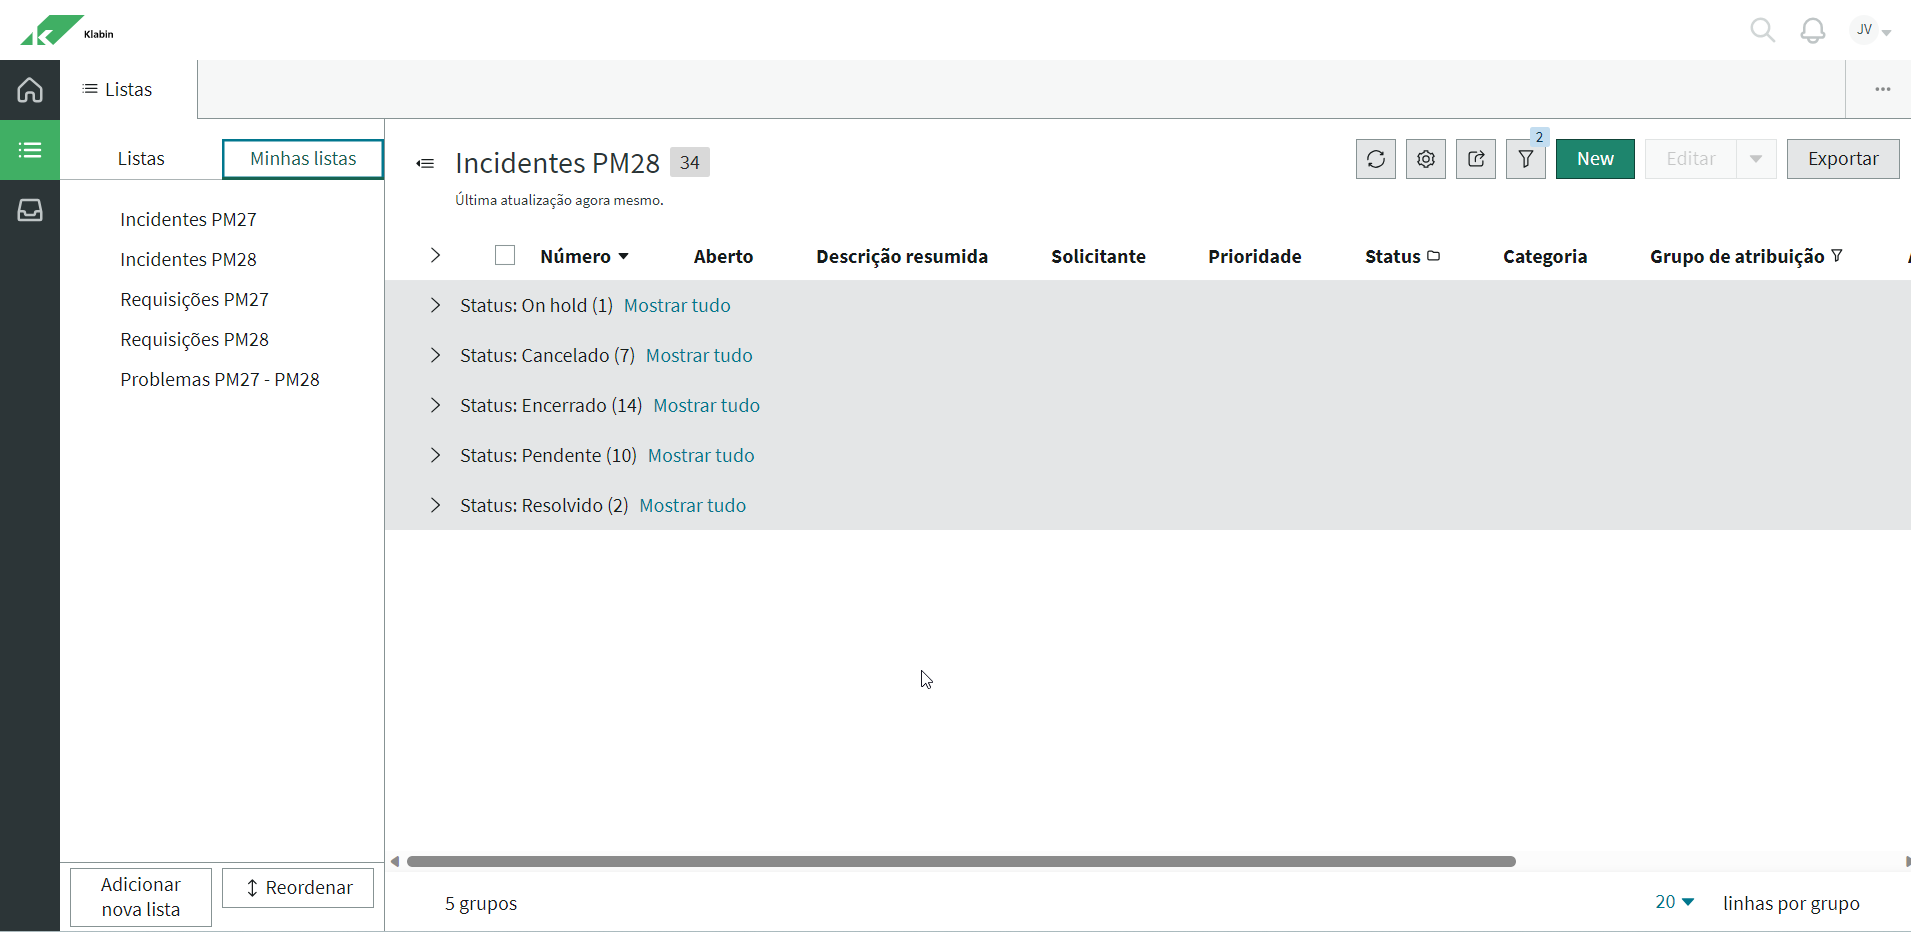 Klabin
JV
Listas
Listas
Minhas listas
Incidentes PM27
Incidentes PM28
Requisições PM27
Requisições PM28
Problemas PM27 - PM28
Adicionar
nova lista
Reordenar
Incidentes PM28 34
Última atualização agora mesmo.
2
New
Editar
Exportar
Número Aberto Descrição resumida Solicitante Prioridade Status Categoria Grupo de atribuição
Status: On hold (1) Mostrar tudo
Status: Cancelado (7) Mostrar tudo
Status: Encerrado (14) Mostrar tudo
Status: Pendente (10) Mostrar tudo
Status: Resolvido (2) Mostrar tudo
5 grupos
20 linhas por grupo